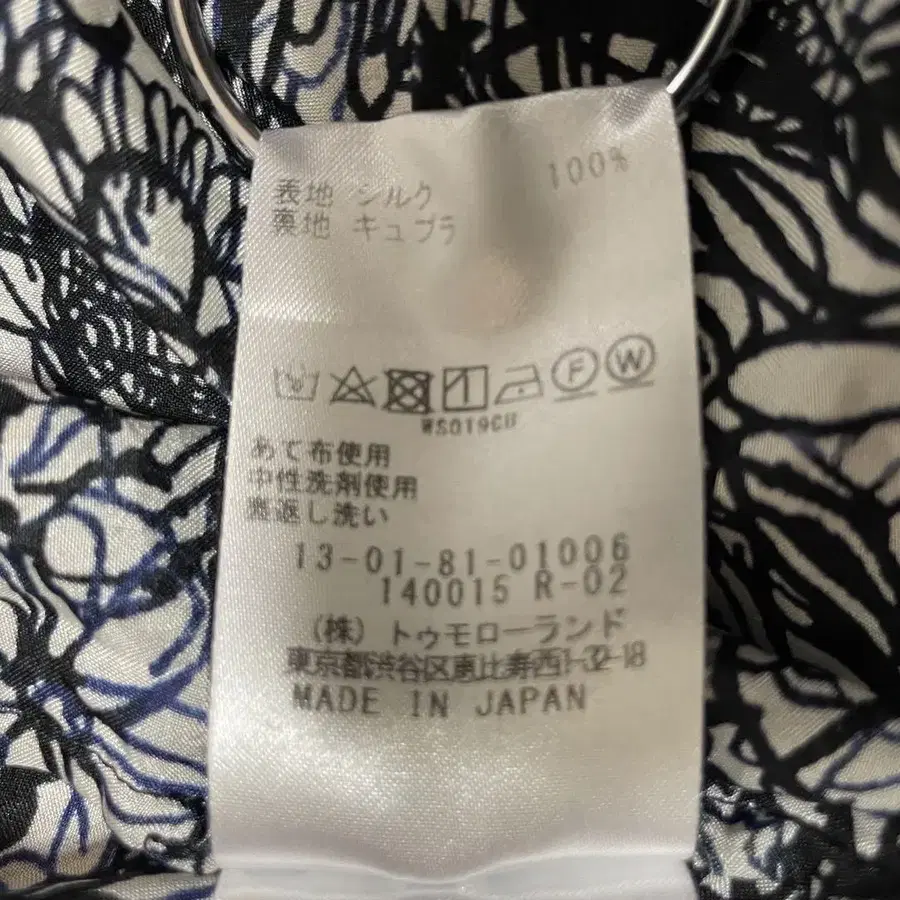 表地 シルク 100%
裏地 キュプラ
F W
WS019CU
あて布使用
中性洗剤使用
裏返し洗い
13-01-81-01006
140015 R-02
(株) トゥモローランド
東京都渋谷区恵比寿西1-32-18
MADE IN JAPAN